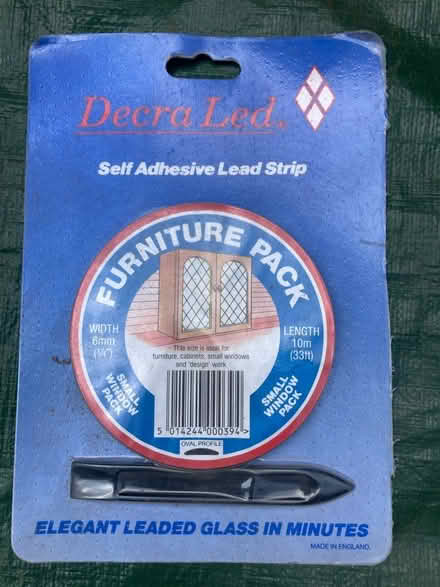 Decra Led.
Self Adhesive Lead Strip
FURNITURE PACK
WIDTH
6mm
(¼")
LENGTH
10m
(33ft)
This size is ideal for
furniture, cabinets, small windows
and 'design' work
SMALL
WINDOW
PACK
SMALL
WINDOW
PACK
5 014244 000394 >
OVAL PROFILE
ELEGANT LEADED GLASS IN MINUTES
MADE IN ENGLAND.